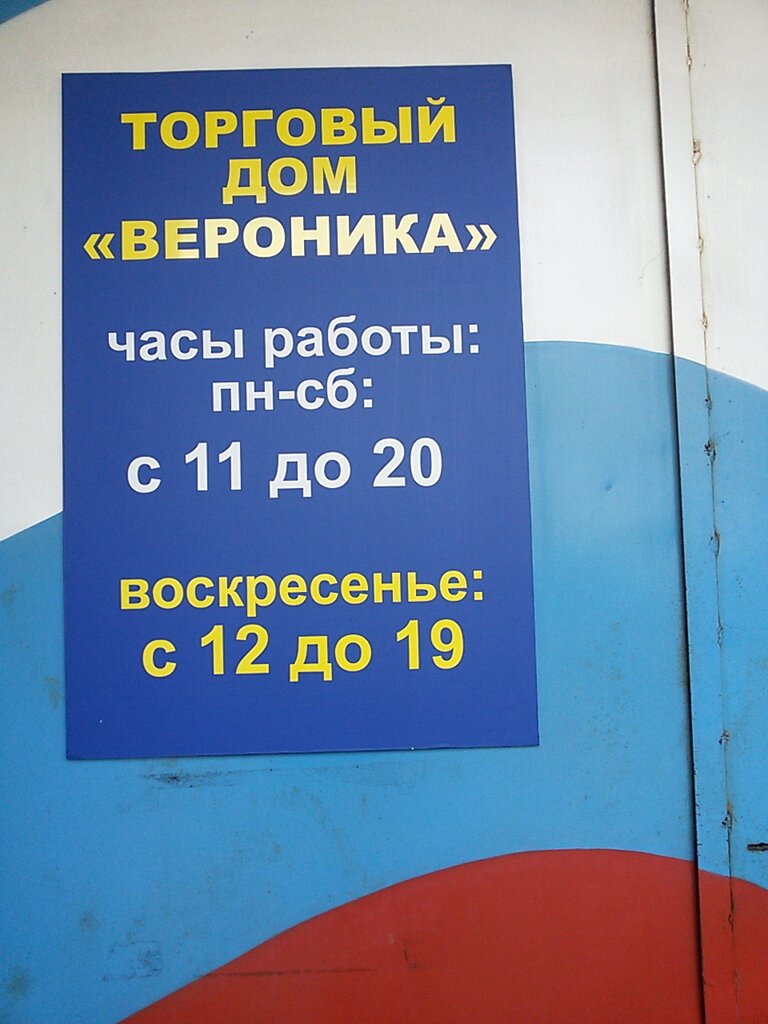 ТОРГОВЫЙ
ДОМ
«ВЕРОНИКА»
часы работы:
пн-сб:
с 11 до 20
воскресенье:
с 12 до 19